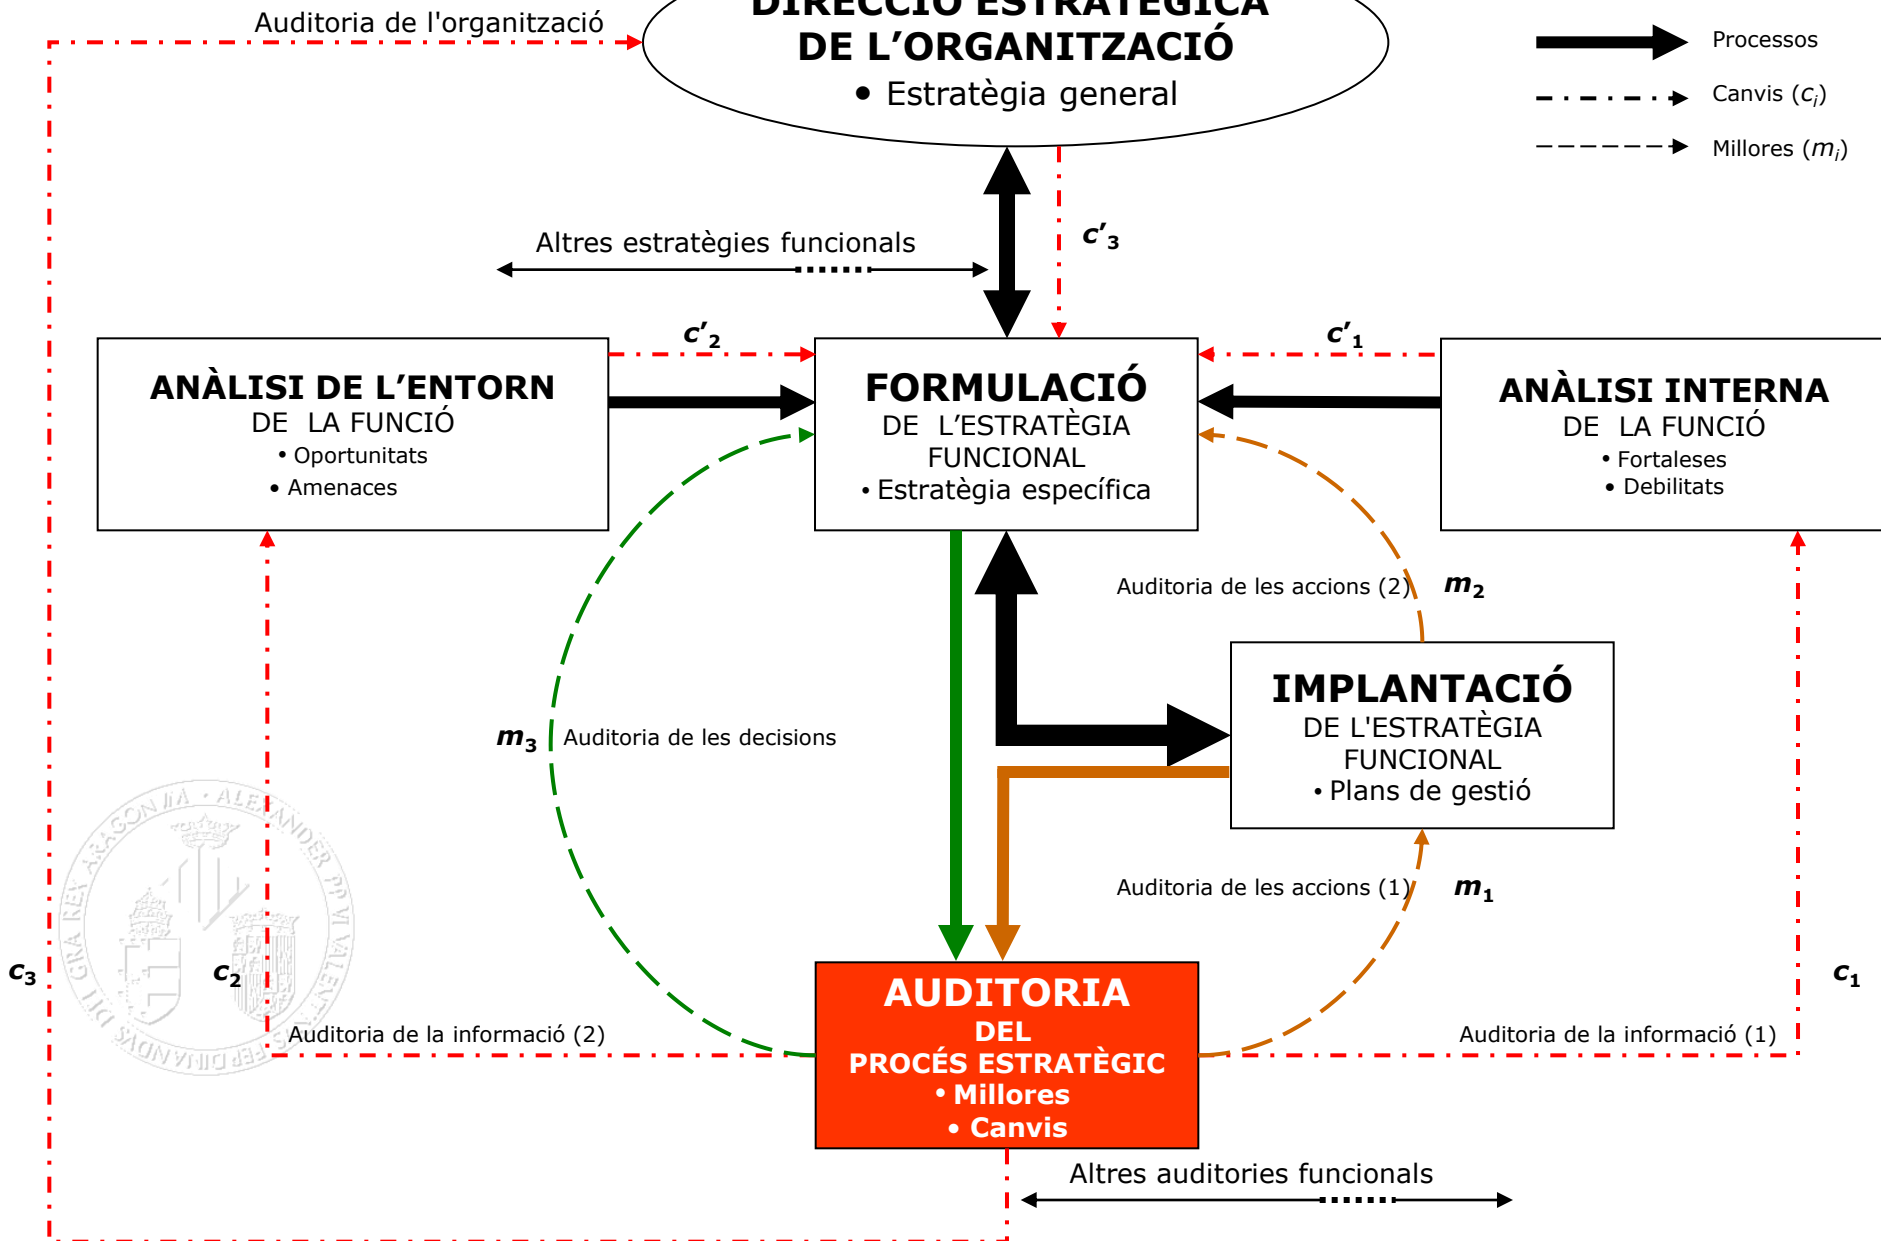 Auditoria de l'organització
DIRECCIÓ ESTRATÈGICA
DE L’ORGANITZACIÓ
• Estratègia general
Processos
Canvis (ci)
Millores (mi)
c’3
Altres estratègies funcionals
c’2
c’1
ANÀLISI DE L’ENTORN
DE LA FUNCIÓ
• Oportunitats
• Amenaces
FORMULACIÓ
DE L’ESTRATÈGIA
FUNCIONAL
• Estratègia específica
ANÀLISI INTERNA
DE LA FUNCIÓ
• Fortaleses
• Debilitats
Auditoria de les accions (2)
m2
IMPLANTACIÓ
DE L'ESTRATÈGIA
FUNCIONAL
• Plans de gestió
m3
Auditoria de les decisions
Auditoria de les accions (1)
m1
c3
c2
c1
Auditoria de la informació (2)
AUDITORIA
DEL
PROCÉS ESTRATÈGIC
• Millores
• Canvis
Auditoria de la informació (1)
Altres auditories funcionals